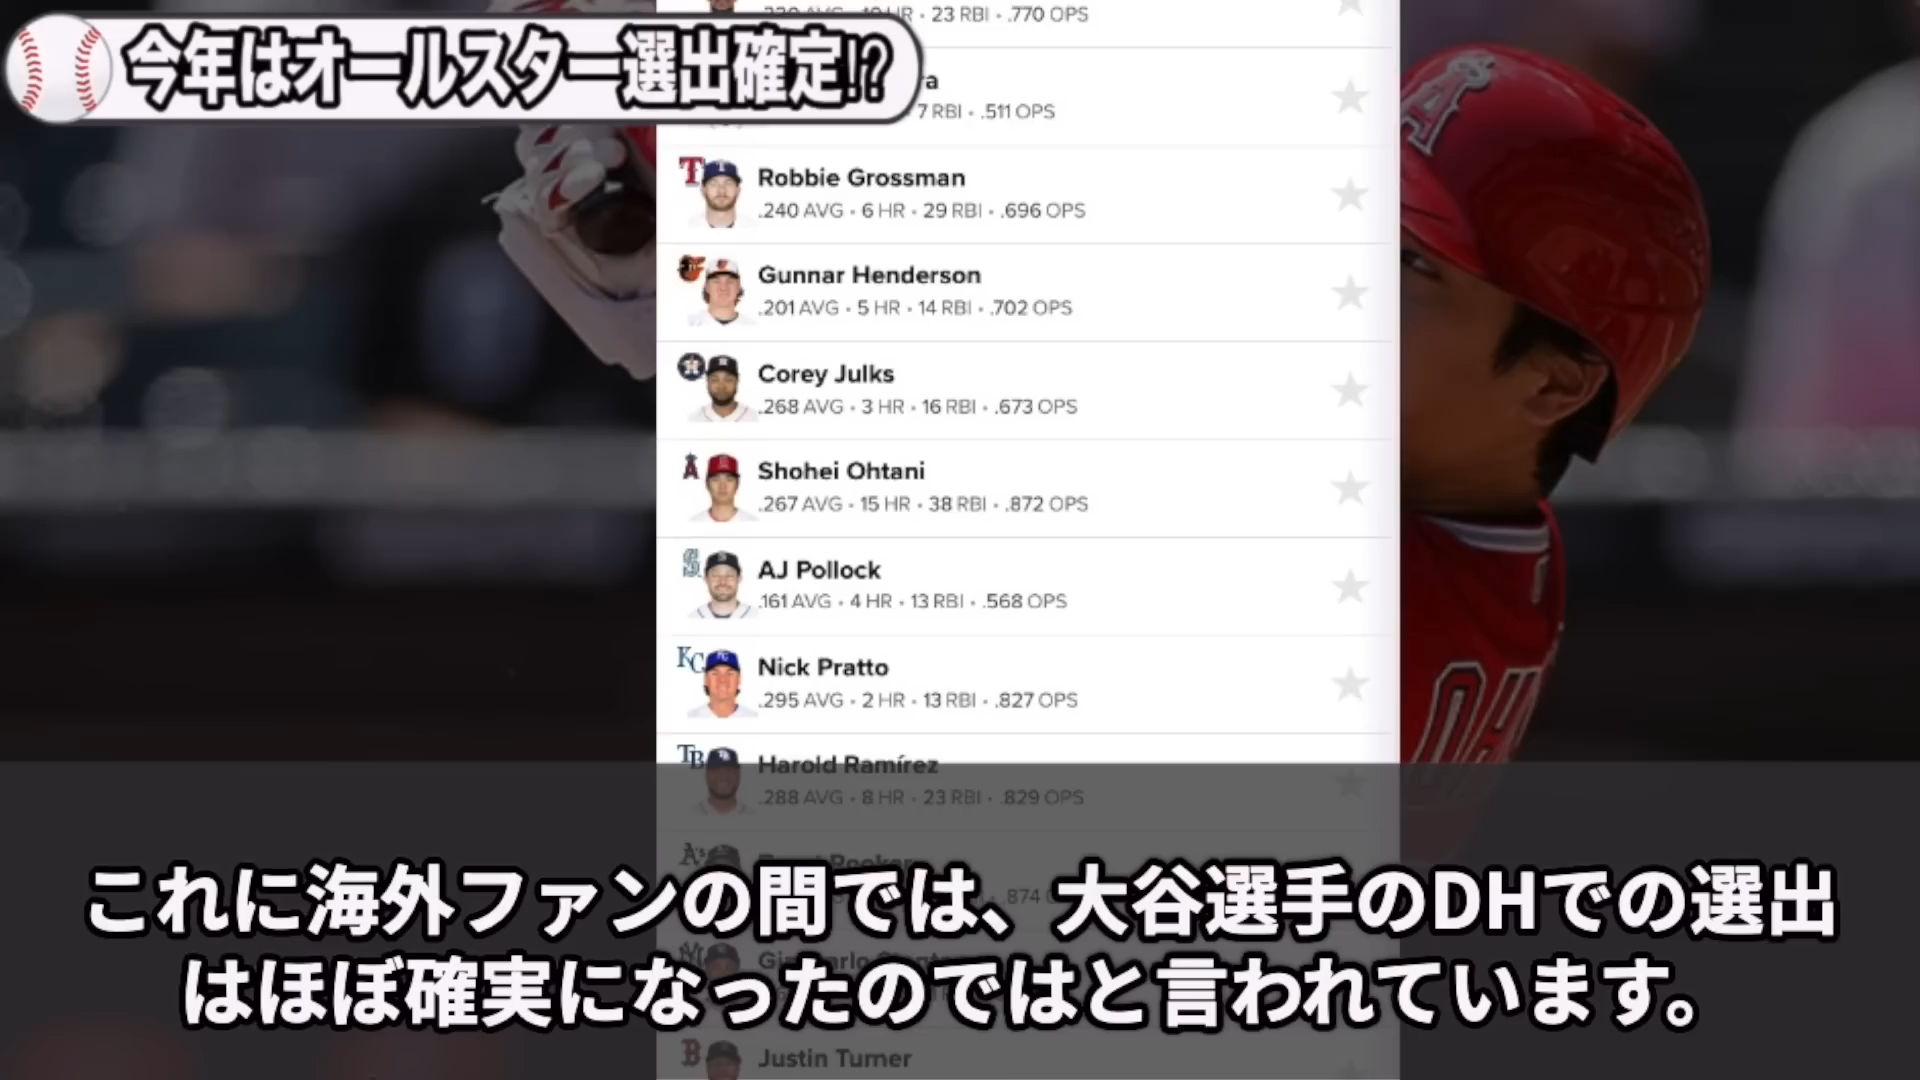 今年はオールスター選出確定!?
23 RBI • .770 OPS
7 RBI • .511 OPS
Robbie Grossman
.240 AVG • 6 HR • 29 RBI • .696 OPS
Gunnar Henderson
.201 AVG • 5 HR • 14 RBI • .702 OPS
Corey Julks
.268 AVG • 3 HR • 16 RBI • .673 OPS
Shohei Ohtani
.267 AVG • 15 HR • 38 RBI • .872 OPS
AJ Pollock
.161 AVG • 4 HR • 13 RBI • .568 OPS
Nick Pratto
.295 AVG • 2 HR • 13 RBI • .827 OPS
Harold Ramírez
.288 AVG • 8 HR • 23 RBI • .829 OPS
.874
これに海外ファンの間では、大谷選手のDHでの選出
はほぼ確実になったのではと言われています。
Justin Turner